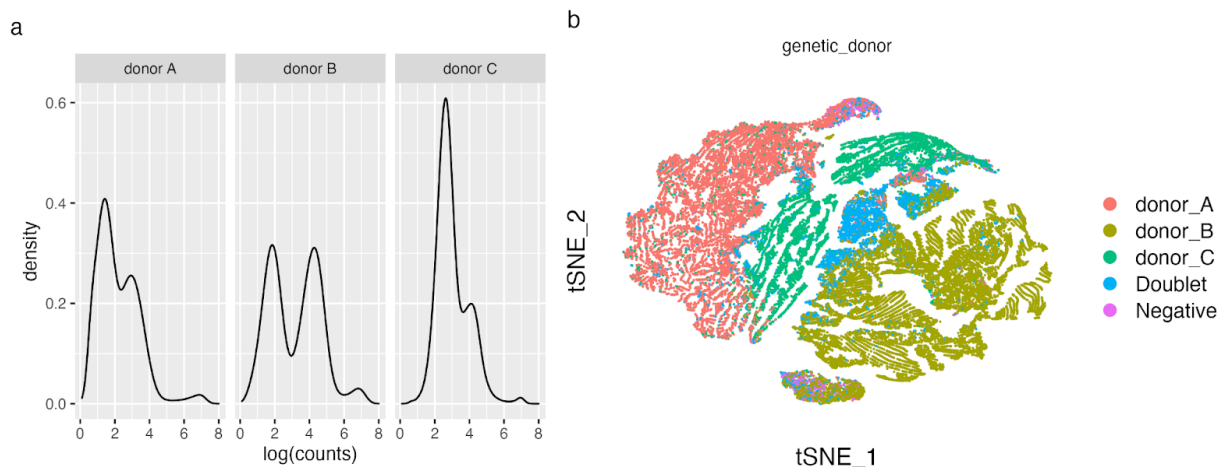 a
donor A
donor B
donor C
density
0.6
0.4
0.2
0.0
0 2 4 6 8
0 2 4 6 8
0 2 4 6 8
log(counts)
b
genetic_donor
tSNE_2
tSNE_1
donor_A
donor_B
donor_C
Doublet
Negative